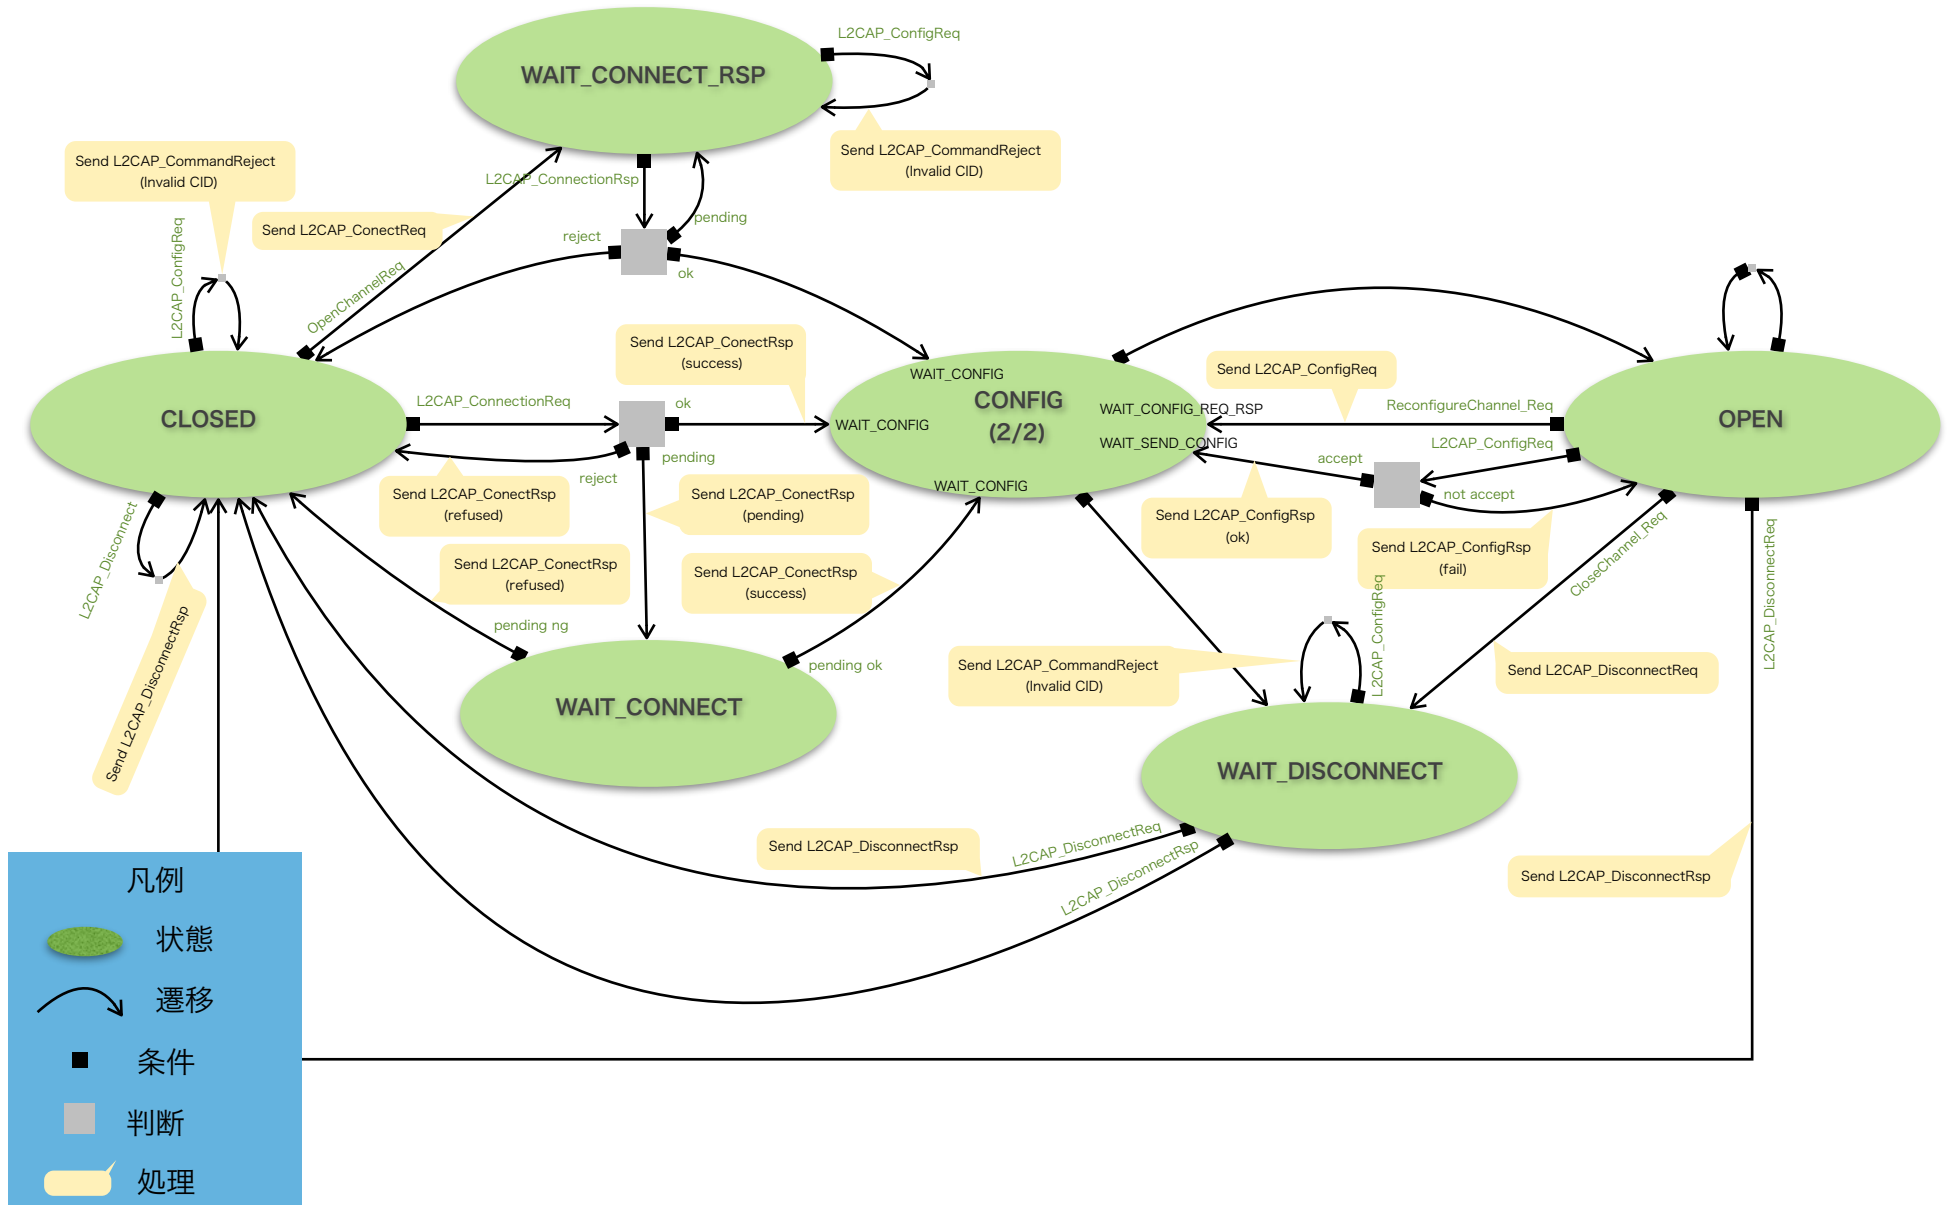 L2CAP_ConfigReq
WAIT_CONNECT_RSP
Send L2CAP_CommandReject
(Invalid CID)
Send L2CAP_CommandReject
(Invalid CID)
L2CAP_ConnectionRsp
Send L2CAP_ConectReq
pending
reject
ok
L2CAP_ConfigReq
OpenChannelReq
Send L2CAP_ConectRsp
(success)
WAIT_CONFIG
CONFIG
(2/2)
WAIT_CONFIG
WAIT_CONFIG_REQ_RSP
WAIT_SEND_CONFIG
WAIT_CONFIG
Send L2CAP_ConfigReq
ReconfigureChannel_Req
L2CAP_ConfigReq
OPEN
CLOSED
L2CAP_ConnectionReq
ok
pending
reject
accept
not accept
Send L2CAP_ConectRsp
(refused)
Send L2CAP_ConectRsp
(pending)
Send L2CAP_ConfigRsp
(ok)
Send L2CAP_ConfigRsp
(fail)
CloseChannel_Req
L2CAP_DisconnectReq
L2CAP_Disconnect
Send L2CAP_DisconnectRsp
Send L2CAP_ConectRsp
(refused)
Send L2CAP_ConectRsp
(success)
pending ng
pending ok
L2CAP_ConfigReq
Send L2CAP_CommandReject
(Invalid CID)
Send L2CAP_DisconnectReq
WAIT_CONNECT
WAIT_DISCONNECT
L2CAP_DisconnectReq
Send L2CAP_DisconnectRsp
L2CAP_DisconnectRsp
Send L2CAP_DisconnectRsp
凡例
状態
遷移
条件
判断
処理